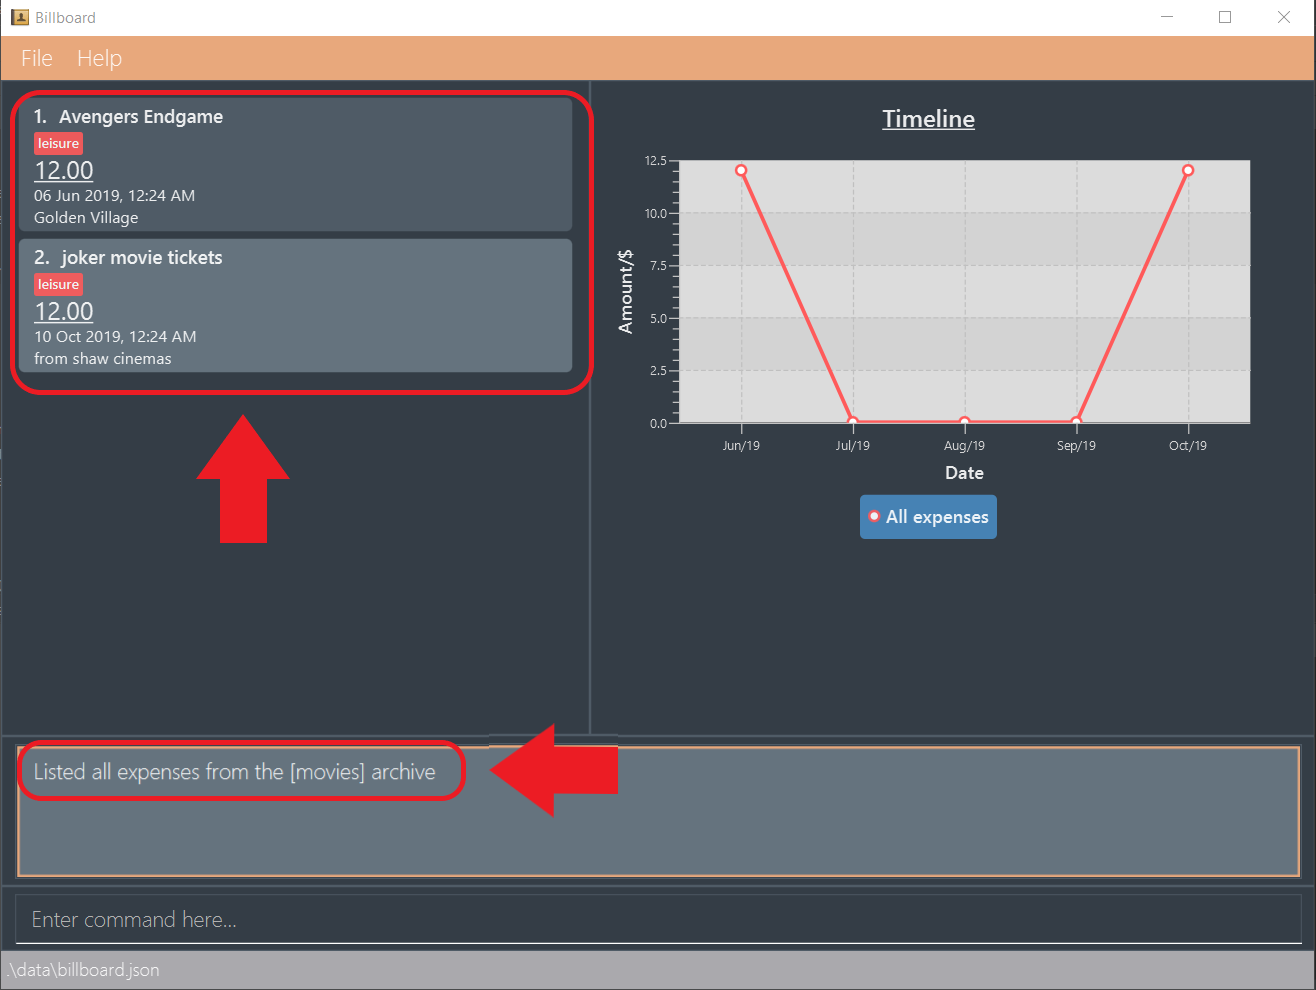 Billboard
File Help
1. Avengers Endgame
leisure
12.00
06 Jun 2019, 12:24 AM
Golden Village
2. joker movie tickets
leisure
12.00
10 Oct 2019, 12:24 AM
from shaw cinemas
Timeline
Amount/$
12.5
10.0
7.5
5.0
2.5
0.0
Jun/19 Jul/19 Aug/19 Sep/19 Oct/19
Date
All expenses
Listed all expenses from the [movies] archive
Enter command here...
.\data\billboard.json